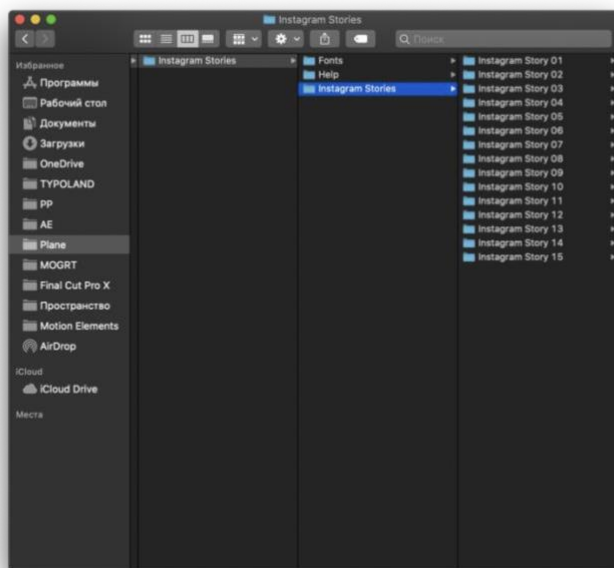 Instagram Stories
Поиск
Избранное
Программы
Рабочий стол
Документы
Загрузки
OneDrive
TYPOLAND
PP
AE
Plane
MOGRT
Final Cut Pro X
Пространство
Motion Elements
AirDrop
iCloud
iCloud Drive
Места
Instagram Stories
Fonts
Help
Instagram Stories
Instagram Story 01
Instagram Story 02
Instagram Story 03
Instagram Story 04
Instagram Story 05
Instagram Story 06
Instagram Story 07
Instagram Story 08
Instagram Story 09
Instagram Story 10
Instagram Story 11
Instagram Story 12
Instagram Story 13
Instagram Story 14
Instagram Story 15